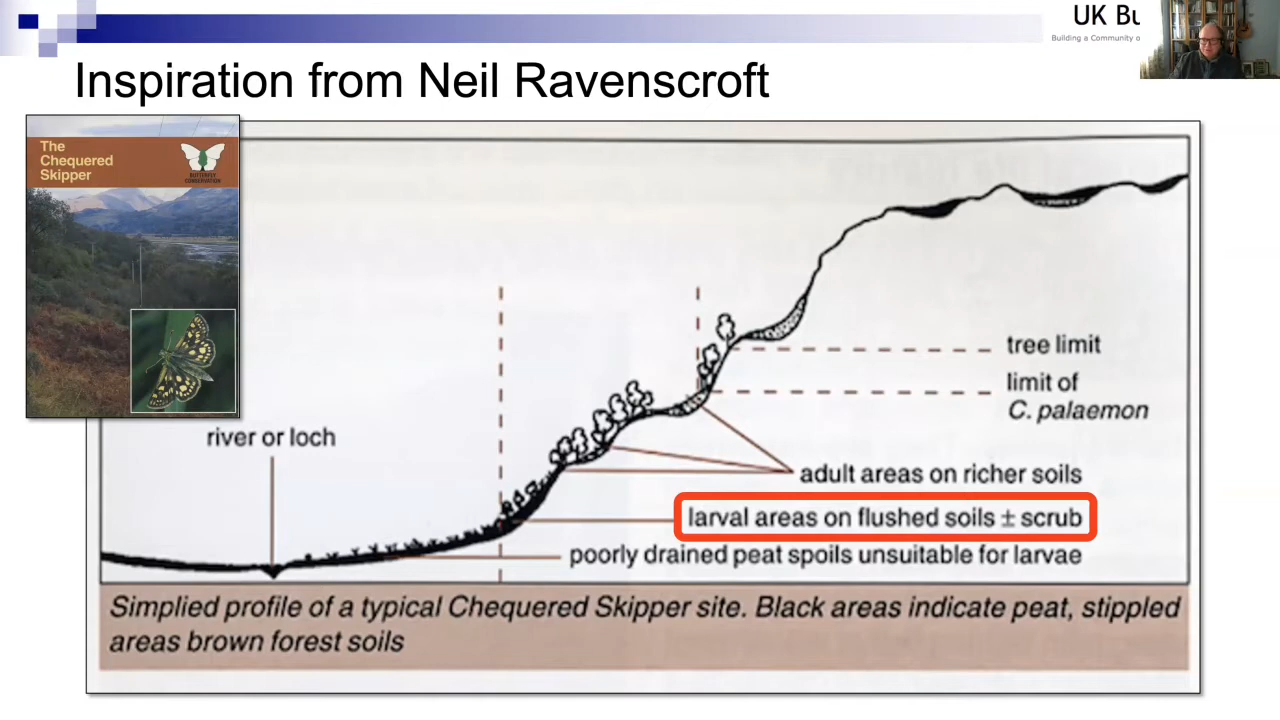 UK Bu
Building a Community o
Inspiration from Neil Ravenscroft
The
Chequered
Skipper
BUTTERFLY
CONSERVATION
tree limit
limit of
C. palaemon
river or loch
adult areas on richer soils
larval areas on flushed soils ± scrub
poorly drained peat spoils unsuitable for larvae
Simplied profile of a typical Chequered Skipper site. Black areas indicate peat, stippled
areas brown forest soils